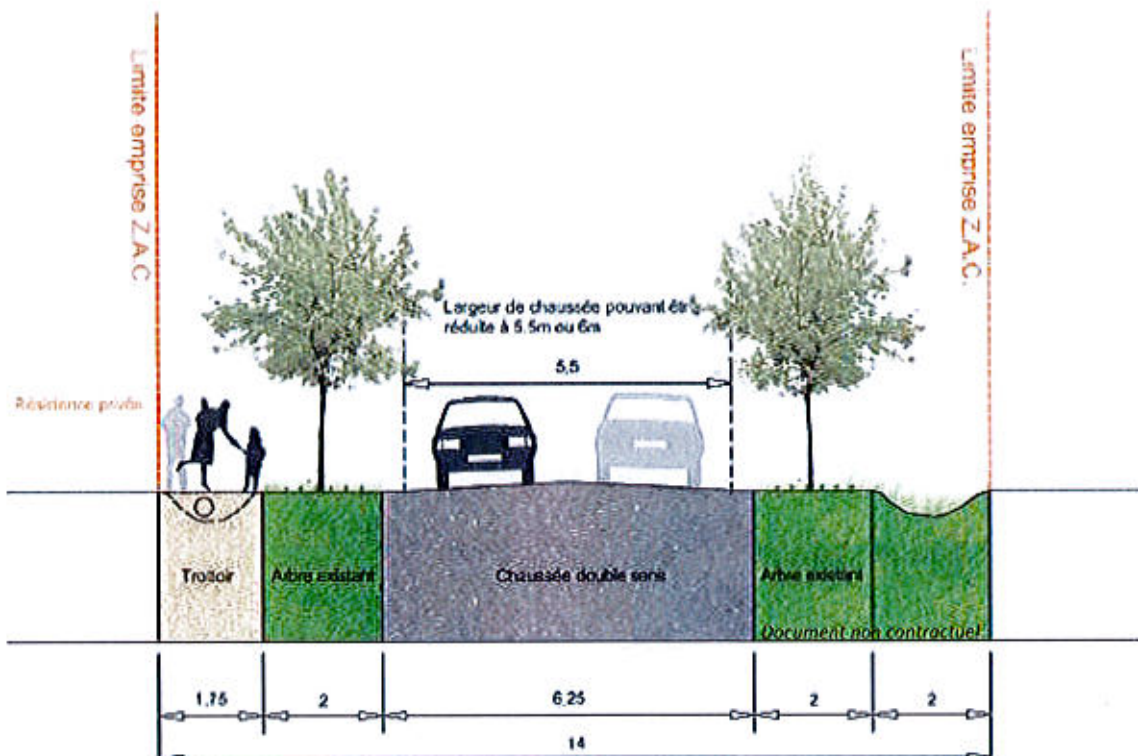 Limite emprise Z.A.C
Limite emprise Z.A.C.
Largeur de chaussée pouvant êtr
réduite à 5.5m ou 6m
5,5
Résidence privée
Trottoir
Arbre existant
Chaussée double sens
Arbre existant
Document non contractuel
1,75
2
6,25
2
2
14